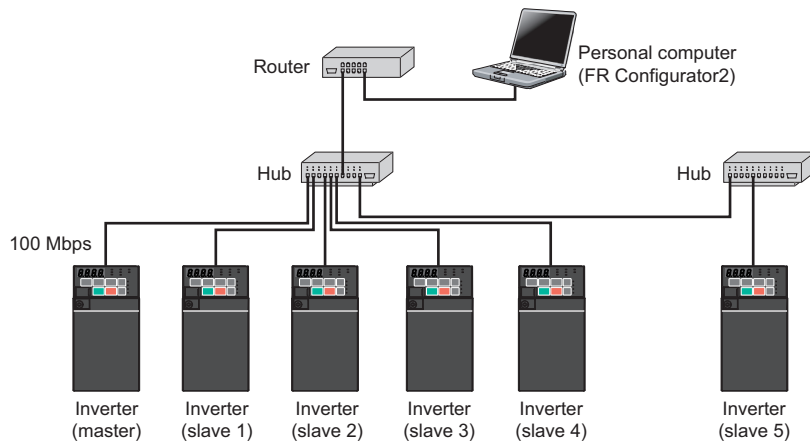 Router
Personal computer
(FR Configurator2)
Hub
Hub
100 Mbps
Inverter
(master)
Inverter
(slave 1)
Inverter
(slave 2)
Inverter
(slave 3)
Inverter
(slave 4)
Inverter
(slave 5)